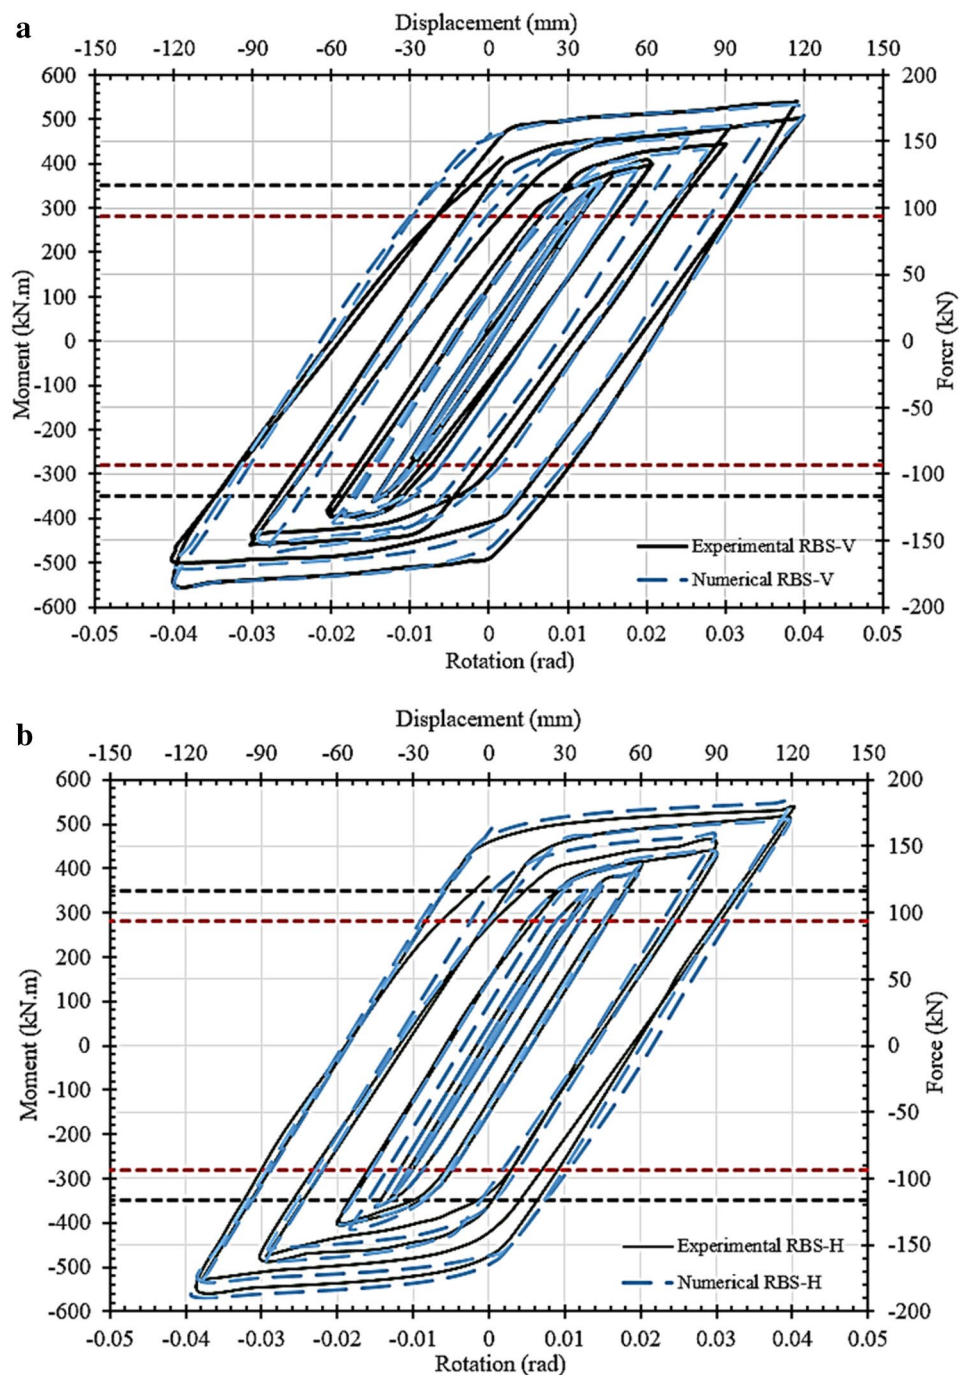 a
Displacement (mm)
-150 -120 -90 -60 -30 0 30 60 90 120 150
600 200
500
400 150
300 100
200
100 50
0 0
-100
-200 -50
-300 -100
-400
-500 -150
-600 -200
Moment (kN.m)
Forcr (kN)
Experimental RBS-V
Numerical RBS-V
-0.05 -0.04 -0.03 -0.02 -0.01 0 0.01 0.02 0.03 0.04 0.05
Rotation (rad)
b
Displacement (mm)
-150 -120 -90 -60 -30 0 30 60 90 120 150
600 200
500
400 150
300 100
200
100 50
0 0
-100
-200 -50
-300 -100
-400
-500 -150
-600 -200
Moment (kN.m)
Force (kN)
Experimental RBS-H
Numerical RBS-H
-0.05 -0.04 -0.03 -0.02 -0.01 0 0.01 0.02 0.03 0.04 0.05
Rotation (rad)